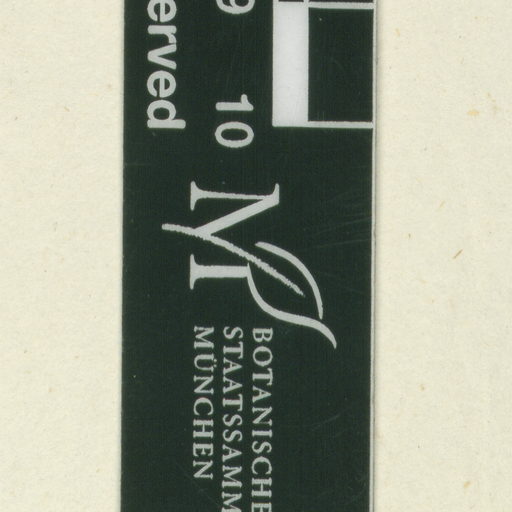 9 10
erved
M
BOTANISCHE
STAATSSAMM
MÜNCHEN